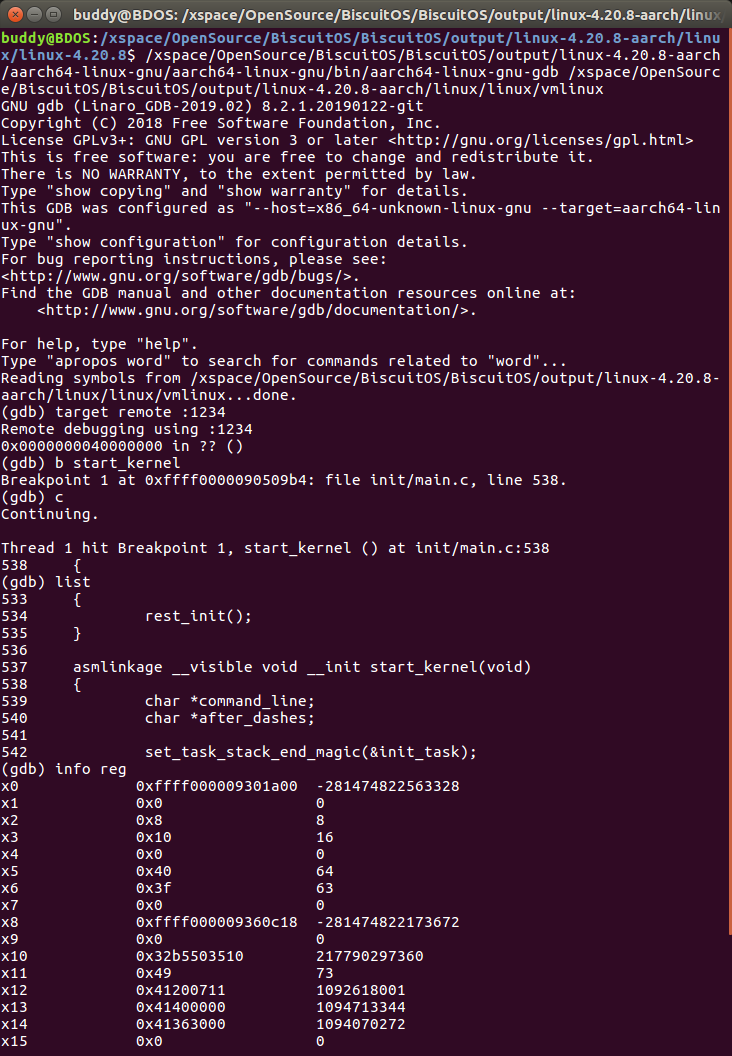 buddy@BDOS: /xspace/OpenSource/BiscuitOS/BiscuitOS/output/linux-4.20.8-aarch/linux/
buddy@BDOS:/xspace/OpenSource/BiscuitOS/BiscuitOS/output/linux-4.20.8-aarch/linu
x/linux-4.20.8$ /xspace/OpenSource/BiscuitOS/BiscuitOS/output/linux-4.20.8-aarch
/aarch64-linux-gnu/aarch64-linux-gnu/bin/aarch64-linux-gnu-gdb /xspace/OpenSourc
e/BiscuitOS/BiscuitOS/output/linux-4.20.8-aarch/linux/linux/vmlinux
GNU gdb (Linaro_GDB-2019.02) 8.2.1.20190122-git
Copyright (C) 2018 Free Software Foundation, Inc.
License GPLv3+: GNU GPL version 3 or later <http://gnu.org/licenses/gpl.html>
This is free software: you are free to change and redistribute it.
There is NO WARRANTY, to the extent permitted by law.
Type "show copying" and "show warranty" for details.
This GDB was configured as "--host=x86_64-unknown-linux-gnu --target=aarch64-lin
ux-gnu".
Type "show configuration" for configuration details.
For bug reporting instructions, please see:
<http://www.gnu.org/software/gdb/bugs/>.
Find the GDB manual and other documentation resources online at:
    <http://www.gnu.org/software/gdb/documentation/>.

For help, type "help".
Type "apropos word" to search for commands related to "word"...
Reading symbols from /xspace/OpenSource/BiscuitOS/BiscuitOS/output/linux-4.20.8-
aarch/linux/linux/vmlinux...done.
(gdb) target remote :1234
Remote debugging using :1234
0x0000000040000000 in ?? ()
(gdb) b start_kernel
Breakpoint 1 at 0xffff0000090509b4: file init/main.c, line 538.
(gdb) c
Continuing.

Thread 1 hit Breakpoint 1, start_kernel () at init/main.c:538
538     {
(gdb) list
533     {
534             rest_init();
535     }
536
537     asmlinkage __visible void __init start_kernel(void)
538     {
539             char *command_line;
540             char *after_dashes;
541
542             set_task_stack_end_magic(&init_task);
(gdb) info reg
x0             0xffff000009301a00  -281474822563328
x1             0x0                 0
x2             0x8                 8
x3             0x10                16
x4             0x0                 0
x5             0x40                64
x6             0x3f                63
x7             0x0                 0
x8             0xffff000009360c18  -281474822173672
x9             0x0                 0
x10            0x32b5503510        217790297360
x11            0x49                73
x12            0x41200711          1092618001
x13            0x41400000          1094713344
x14            0x41363000          1094070272
x15            0x0                 0